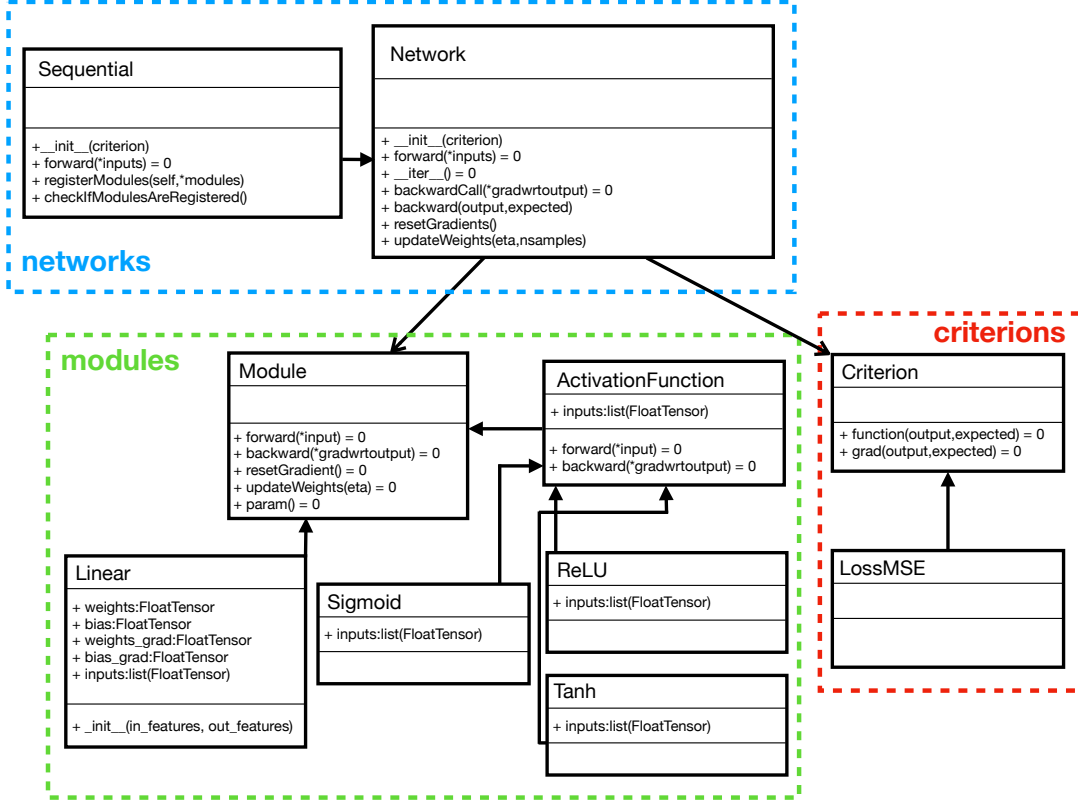 Sequential
+__init__(criterion)
+ forward(*inputs) = 0
+ registerModules(self,*modules)
+ checkIfModulesAreRegistered()
Network
+ __init__(criterion)
+ forward(*inputs) = 0
+ __iter__() = 0
+ backwardCall(*gradwrtoutput) = 0
+ backward(output,expected)
+ resetGradients()
+ updateWeights(eta,nsamples)
networks
modules
Module
+ forward(*input) = 0
+ backward(*gradwrtoutput) = 0
+ resetGradient() = 0
+ updateWeights(eta) = 0
+ param() = 0
ActivationFunction
+ inputs:list(FloatTensor)
+ forward(*input) = 0
+ backward(*gradwrtoutput) = 0
criterions
Criterion
+ function(output,expected) = 0
+ grad(output,expected) = 0
Linear
+ weights:FloatTensor
+ bias:FloatTensor
+ weights_grad:FloatTensor
+ bias_grad:FloatTensor
+ inputs:list(FloatTensor)
+ _init__(in_features, out_features)
Sigmoid
+ inputs:list(FloatTensor)
ReLU
+ inputs:list(FloatTensor)
Tanh
+ inputs:list(FloatTensor)
LossMSE